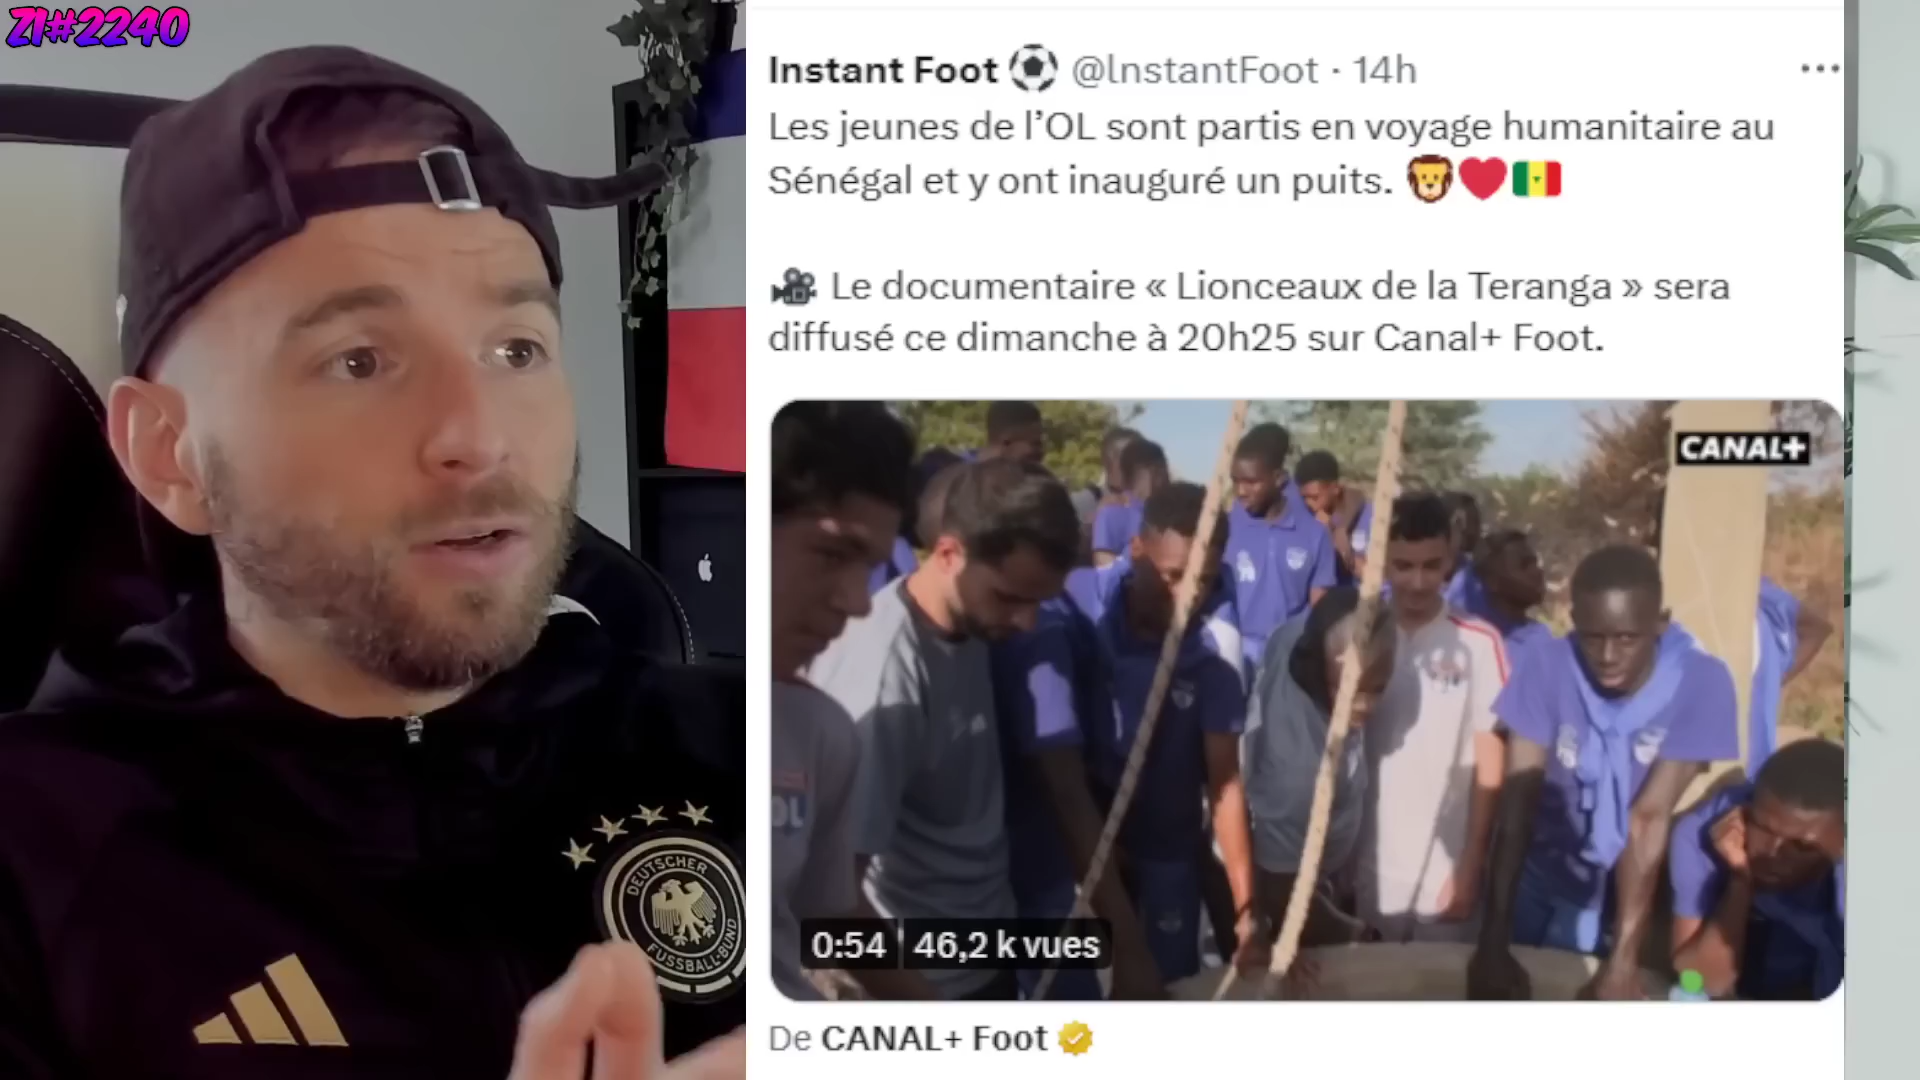 ZI#2240
Instant Foot ⚽ @lnstantFoot · 14h
Les jeunes de l’OL sont partis en voyage humanitaire au
Sénégal et y ont inauguré un puits. 🦁❤️🇸🇳
🎥 Le documentaire « Lionceaux de la Teranga » sera
diffusé ce dimanche à 20h25 sur Canal+ Foot.
CANAL+
OL
0:54 46,2 k vues
De CANAL+ Foot
DEUTSCHER
FUSSBALL-BUND